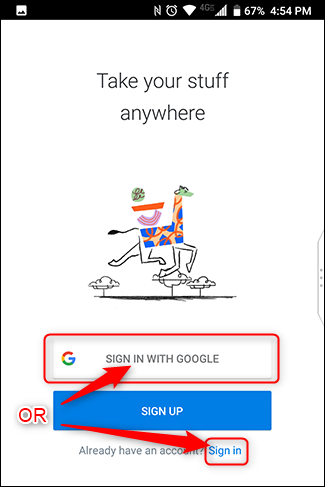 4G
67% 4:54 PM
Take your stuff
anywhere
SIGN IN WITH GOOGLE
OR
SIGN UP
Already have an account? Sign in